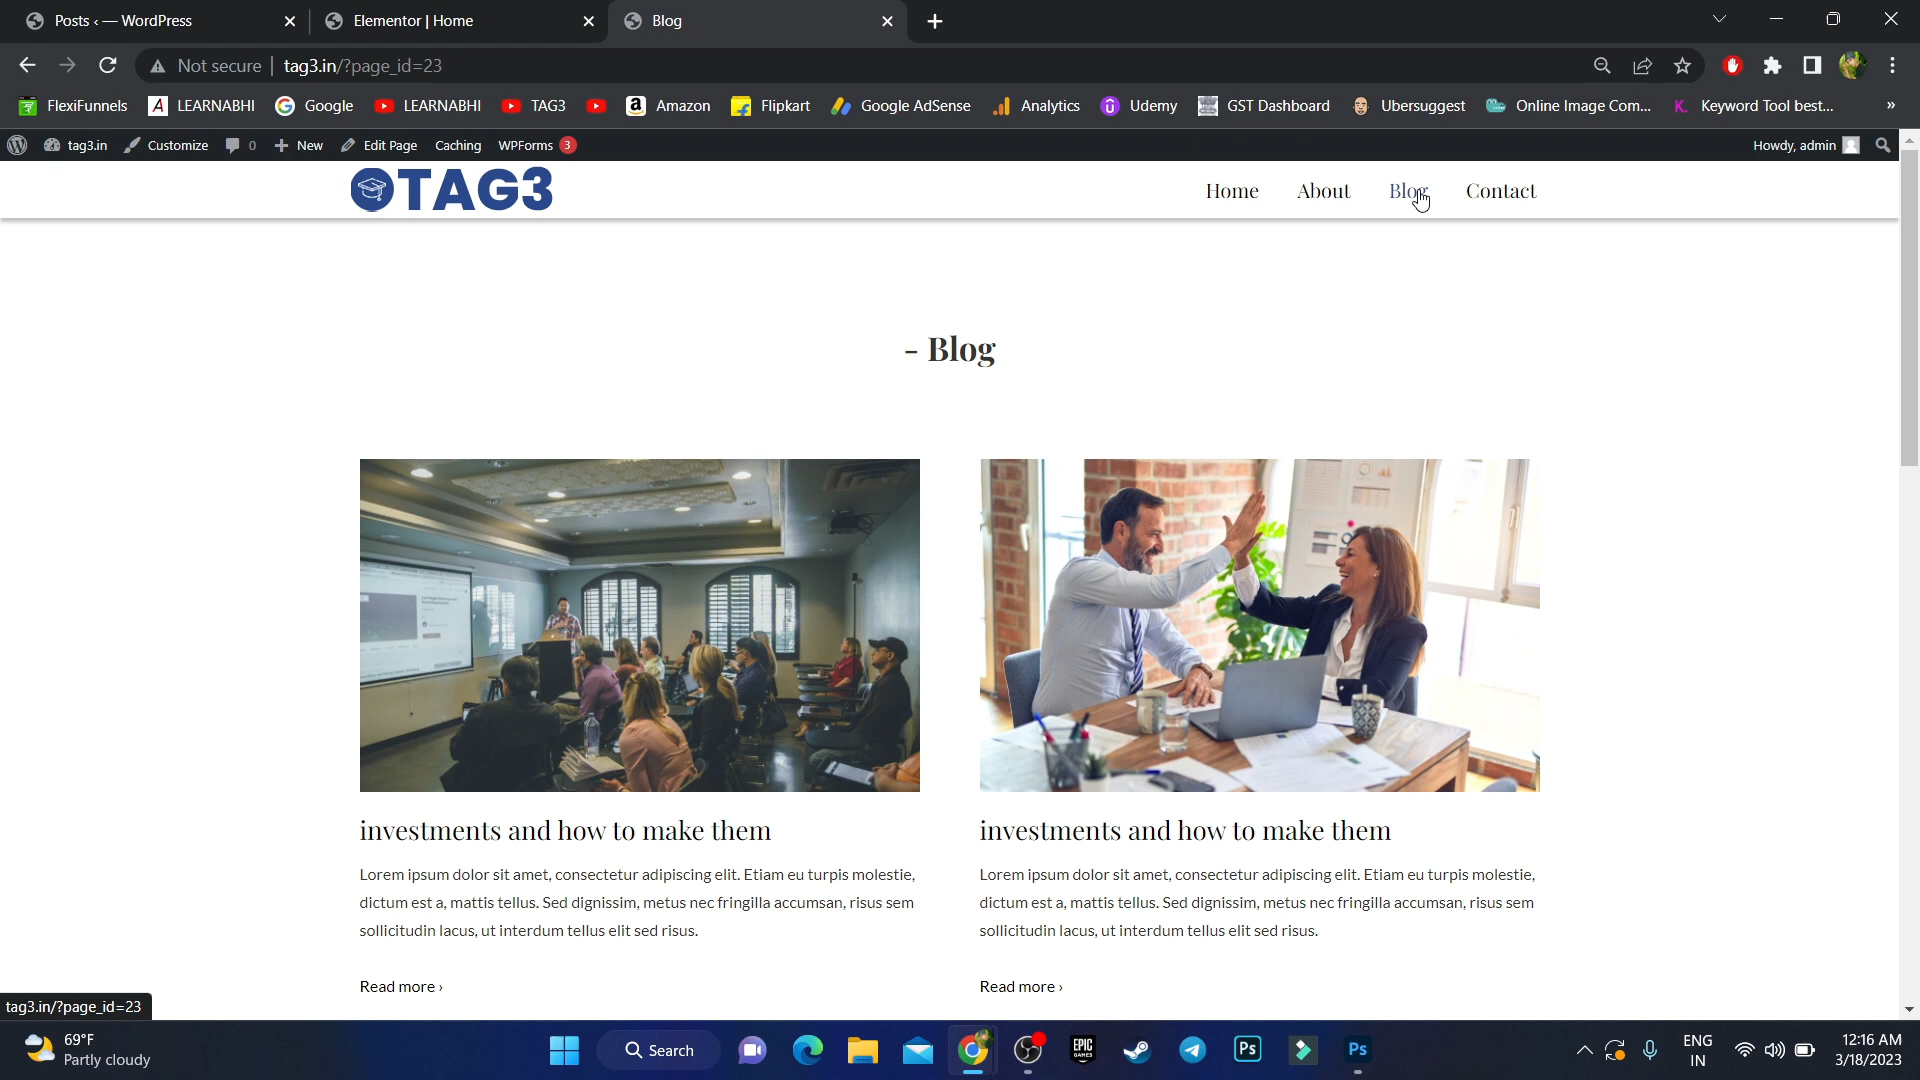 Posts ‹ — WordPress
Elementor | Home
Blog
Not secure
tag3.in/?page_id=23
FlexiFunnels
LEARNABHI
Google
LEARNABHI
TAG3
Amazon
Flipkart
Google AdSense
Analytics
Udemy
GST Dashboard
Ubersuggest
Online Image Com...
Keyword Tool best...
»
tag3.in
Customize
0
New
Edit Page
Caching
WPForms 3
Howdy, admin
TAG3
Home
About
Blog
Contact
- Blog
investments and how to make them
Lorem ipsum dolor sit amet, consectetur adipiscing elit. Etiam eu turpis molestie,
dictum est a, mattis tellus. Sed dignissim, metus nec fringilla accumsan, risus sem
sollicitudin lacus, ut interdum tellus elit sed risus.
Read more ›
investments and how to make them
Lorem ipsum dolor sit amet, consectetur adipiscing elit. Etiam eu turpis molestie,
dictum est a, mattis tellus. Sed dignissim, metus nec fringilla accumsan, risus sem
sollicitudin lacus, ut interdum tellus elit sed risus.
Read more ›
tag3.in/?page_id=23
69°F
Partly cloudy
Search
EPIC
GAMES
Ps
Ps
ENG
IN
12:16 AM
3/18/2023